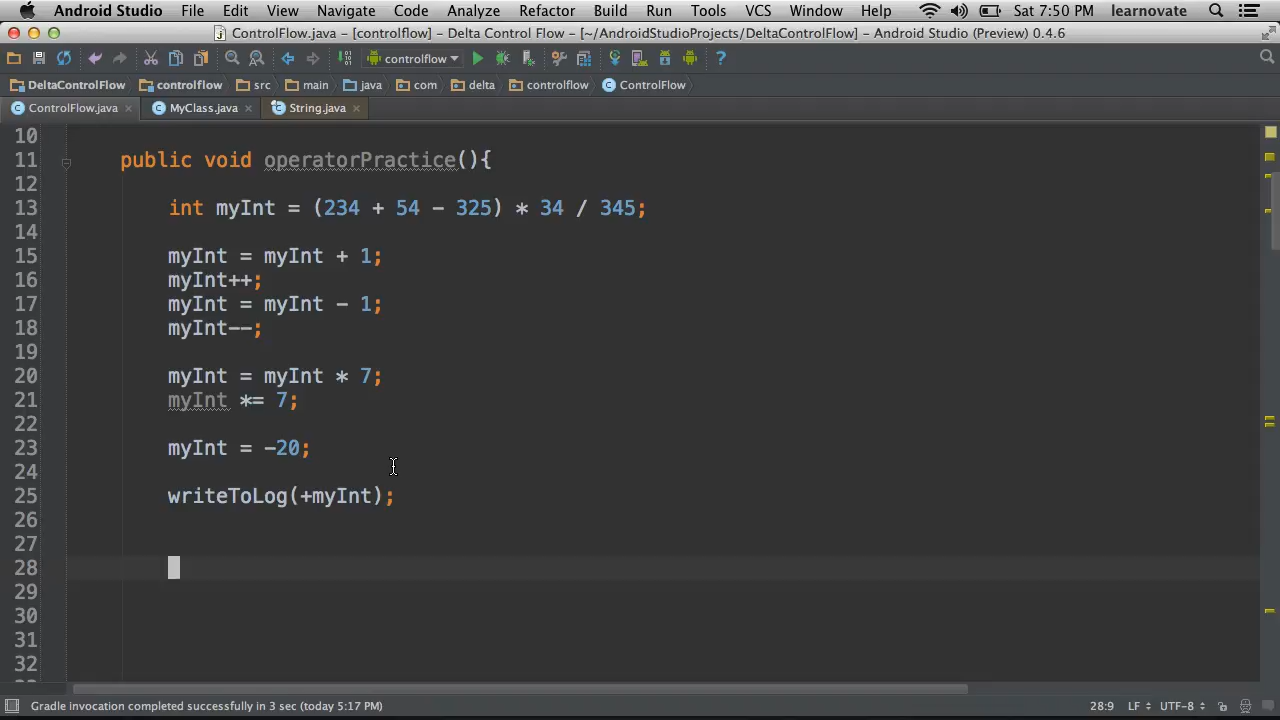 Android Studio File Edit View Navigate Code Analyze Refactor Build Run Tools VCS Window Help Sat 7:50 PM learnovate
ControlFlow.java - [controlflow] - Delta Control Flow - [~/AndroidStudioProjects/DeltaControlFlow] - Android Studio (Preview) 0.4.6
controlflow
DeltaControlFlow controlflow src main java com delta controlflow ControlFlow
ControlFlow.java MyClass.java String.java
10
11 public void operatorPractice(){
12
13 int myInt = (234 + 54 - 325) * 34 / 345;
14
15 myInt = myInt + 1;
16 myInt++;
17 myInt = myInt - 1;
18 myInt--;
19
20 myInt = myInt * 7;
21 myInt *= 7;
22
23 myInt = -20;
24
25 writeToLog(+myInt);
26
27
28
29
30
31
32
Gradle invocation completed successfully in 3 sec (today 5:17 PM) 28:9 LF UTF-8